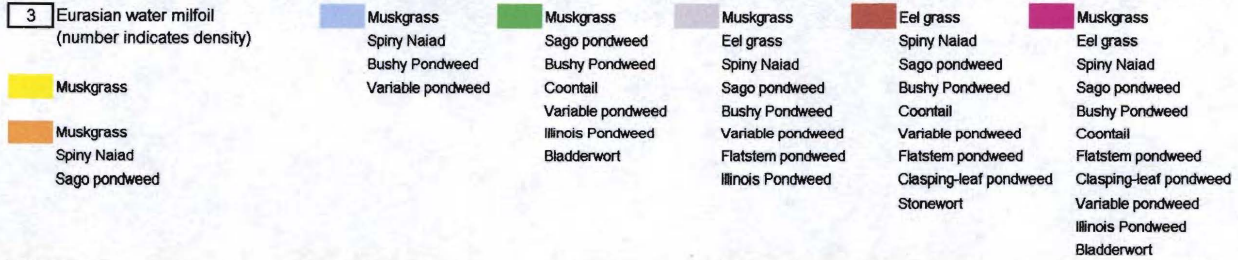 3 Eurasian water milfoil
(number indicates density)
Muskgrass
Muskgrass
Spiny Naiad
Sago pondweed
Muskgrass
Spiny Naiad
Bushy Pondweed
Variable pondweed
Muskgrass
Sago pondweed
Bushy Pondweed
Coontail
Variable pondweed
Illinois Pondweed
Bladderwort
Muskgrass
Eel grass
Spiny Naiad
Sago pondweed
Bushy Pondweed
Variable pondweed
Flatstem pondweed
Illinois Pondweed
Eel grass
Spiny Naiad
Sago pondweed
Bushy Pondweed
Coontail
Variable pondweed
Flatstem pondweed
Clasping-leaf pondweed
Stonewort
Muskgrass
Eel grass
Spiny Naiad
Sago pondweed
Bushy Pondweed
Coontail
Flatstem pondweed
Clasping-leaf pondweed
Variable pondweed
Illinois Pondweed
Bladderwort